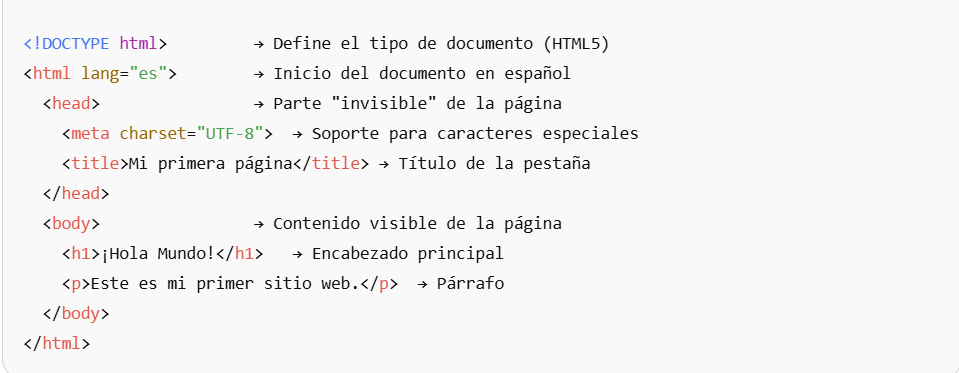 <!DOCTYPE html>         → Define el tipo de documento (HTML5)
<html lang="es">        → Inicio del documento en español
  <head>                → Parte "invisible" de la página
    <meta charset="UTF-8">  → Soporte para caracteres especiales
    <title>Mi primera página</title> → Título de la pestaña
  </head>
  <body>                → Contenido visible de la página
    <h1>¡Hola Mundo!</h1>   → Encabezado principal
    <p>Este es mi primer sitio web.</p>  → Párrafo
  </body>
</html>